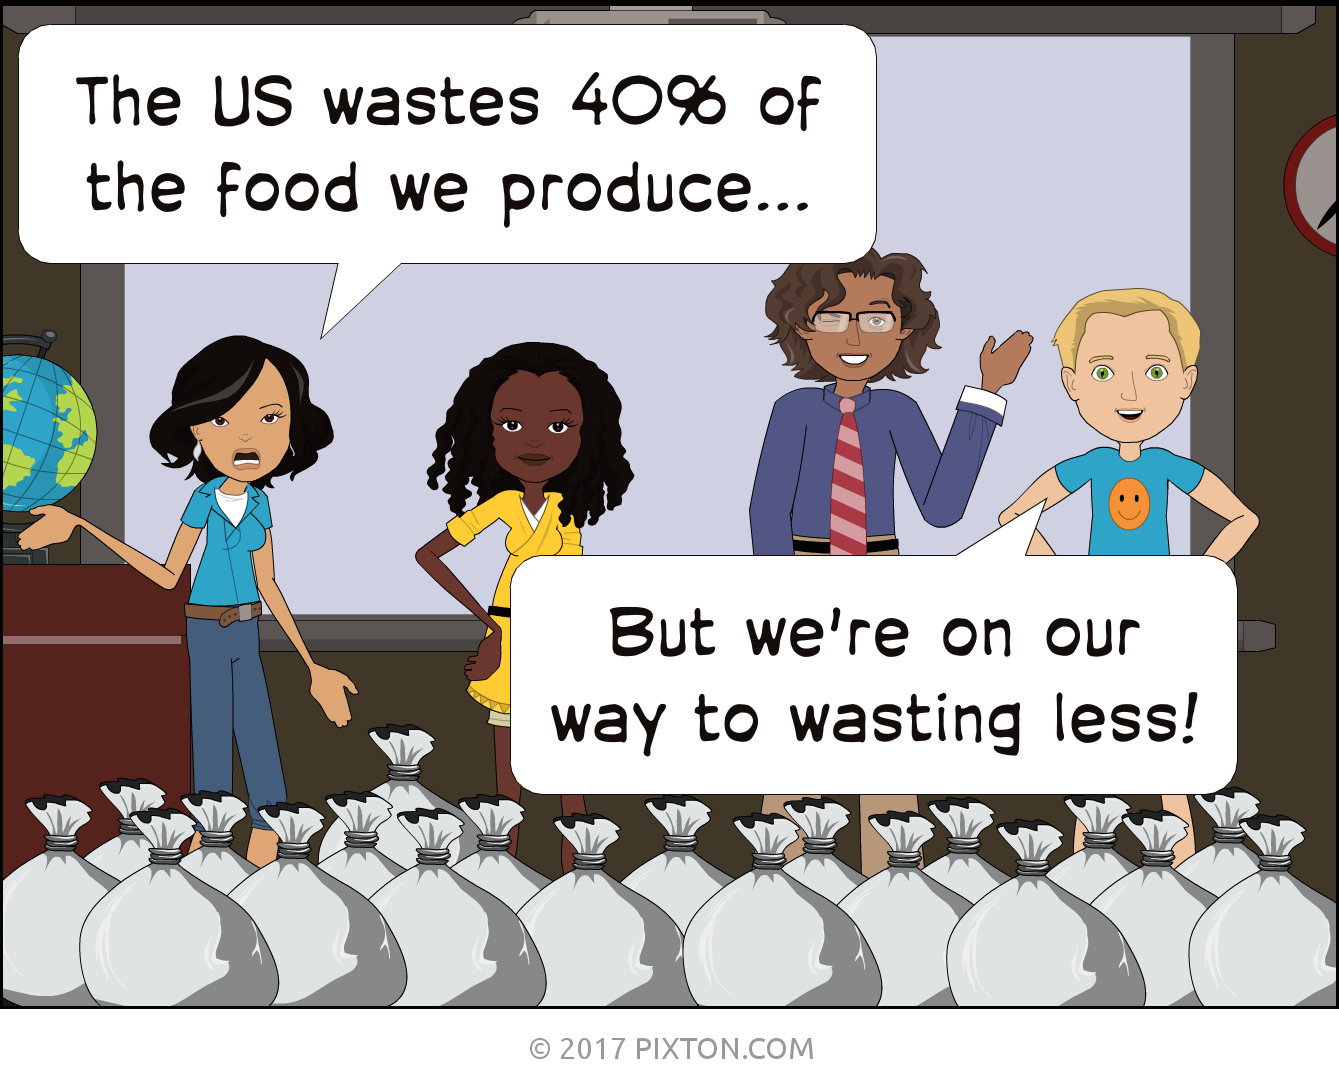 The US wastes 40% of
the food we produce...
But we're on our
way to wasting less!
© 2017 PIXTON.COM